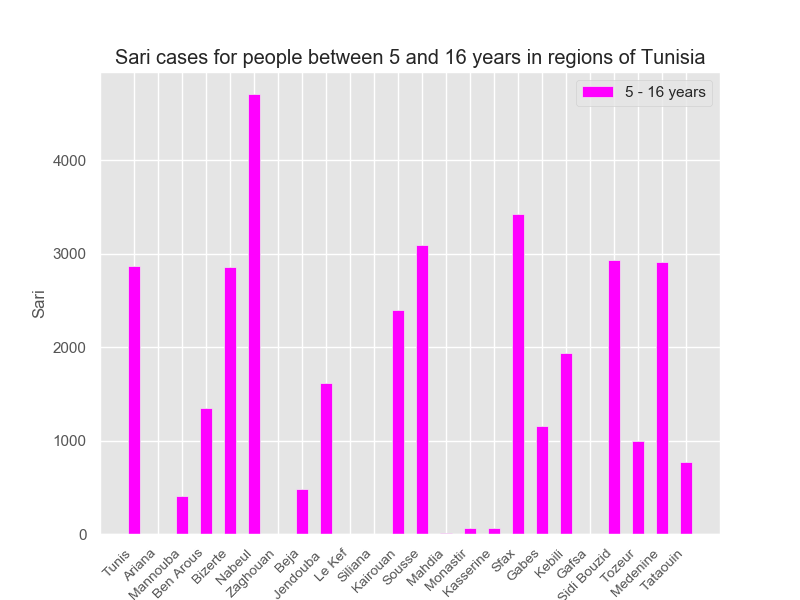 Sari cases for people between 5 and 16 years in regions of Tunisia
5 - 16 years
Sari
4000
3000
2000
1000
0
Tunis
Ariana
Mannouba
Ben Arous
Bizerte
Nabeul
Zaghouan
Beja
Jendouba
Le Kef
Siliana
Kairouan
Sousse
Mahdia
Monastir
Kasserine
Sfax
Gabes
Kebili
Gafsa
Sidi Bouzid
Tozeur
Medenine
Tataouin